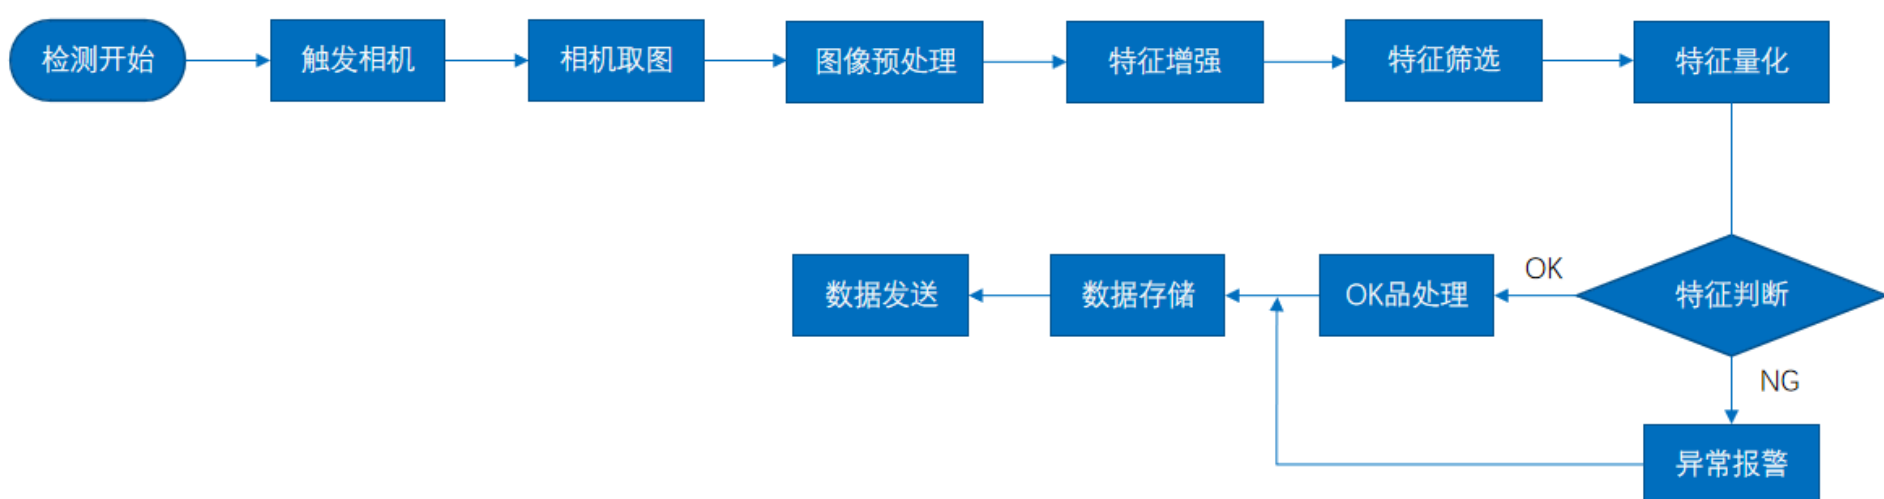 检测开始
触发相机
相机取图
图像预处理
特征增强
特征筛选
特征量化
特征判断
OK
OK品处理
数据存储
数据发送
NG
异常报警